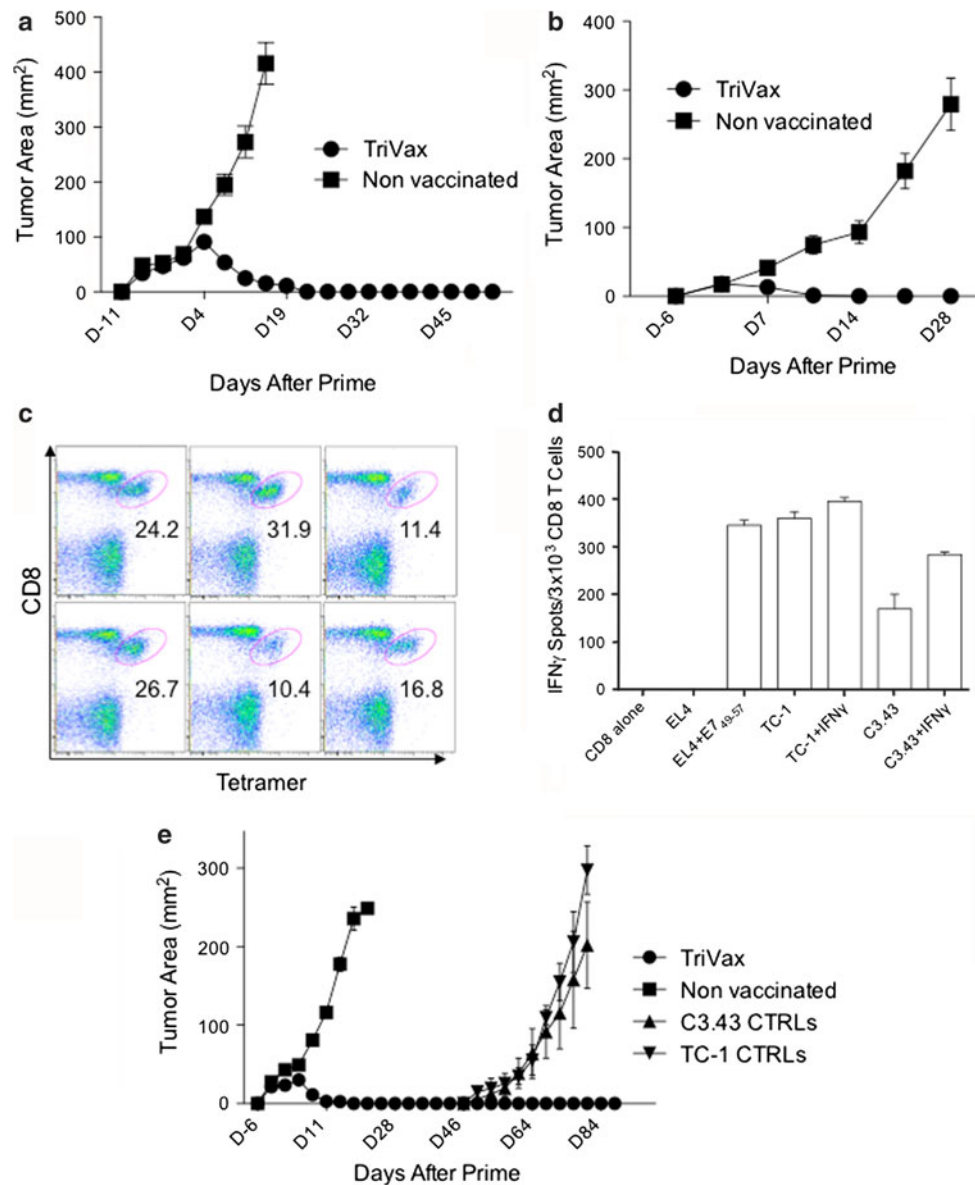 a
Tumor Area (mm²)
500
400
300
200
100
0
TriVax
Non vaccinated
D-11
D4
D19
D32
D45
Days After Prime
b
Tumor Area (mm²)
400
300
200
100
0
TriVax
Non vaccinated
D-6
D7
D14
D28
Days After Prime
c
CD8
24.2
31.9
11.4
26.7
10.4
16.8
Tetramer
d
IFNγ Spots/3x10³ CD8 T Cells
500
400
300
200
100
0
CD8 alone
EL4
EL4+E7₄₉₋₅₇
TC-1
TC-1+IFNγ
C3.43
C3.43+IFNγ
e
Tumor Area (mm²)
300
200
100
0
TriVax
Non vaccinated
C3.43 CTRLs
TC-1 CTRLs
D-6
D11
D28
D46
D64
D84
Days After Prime